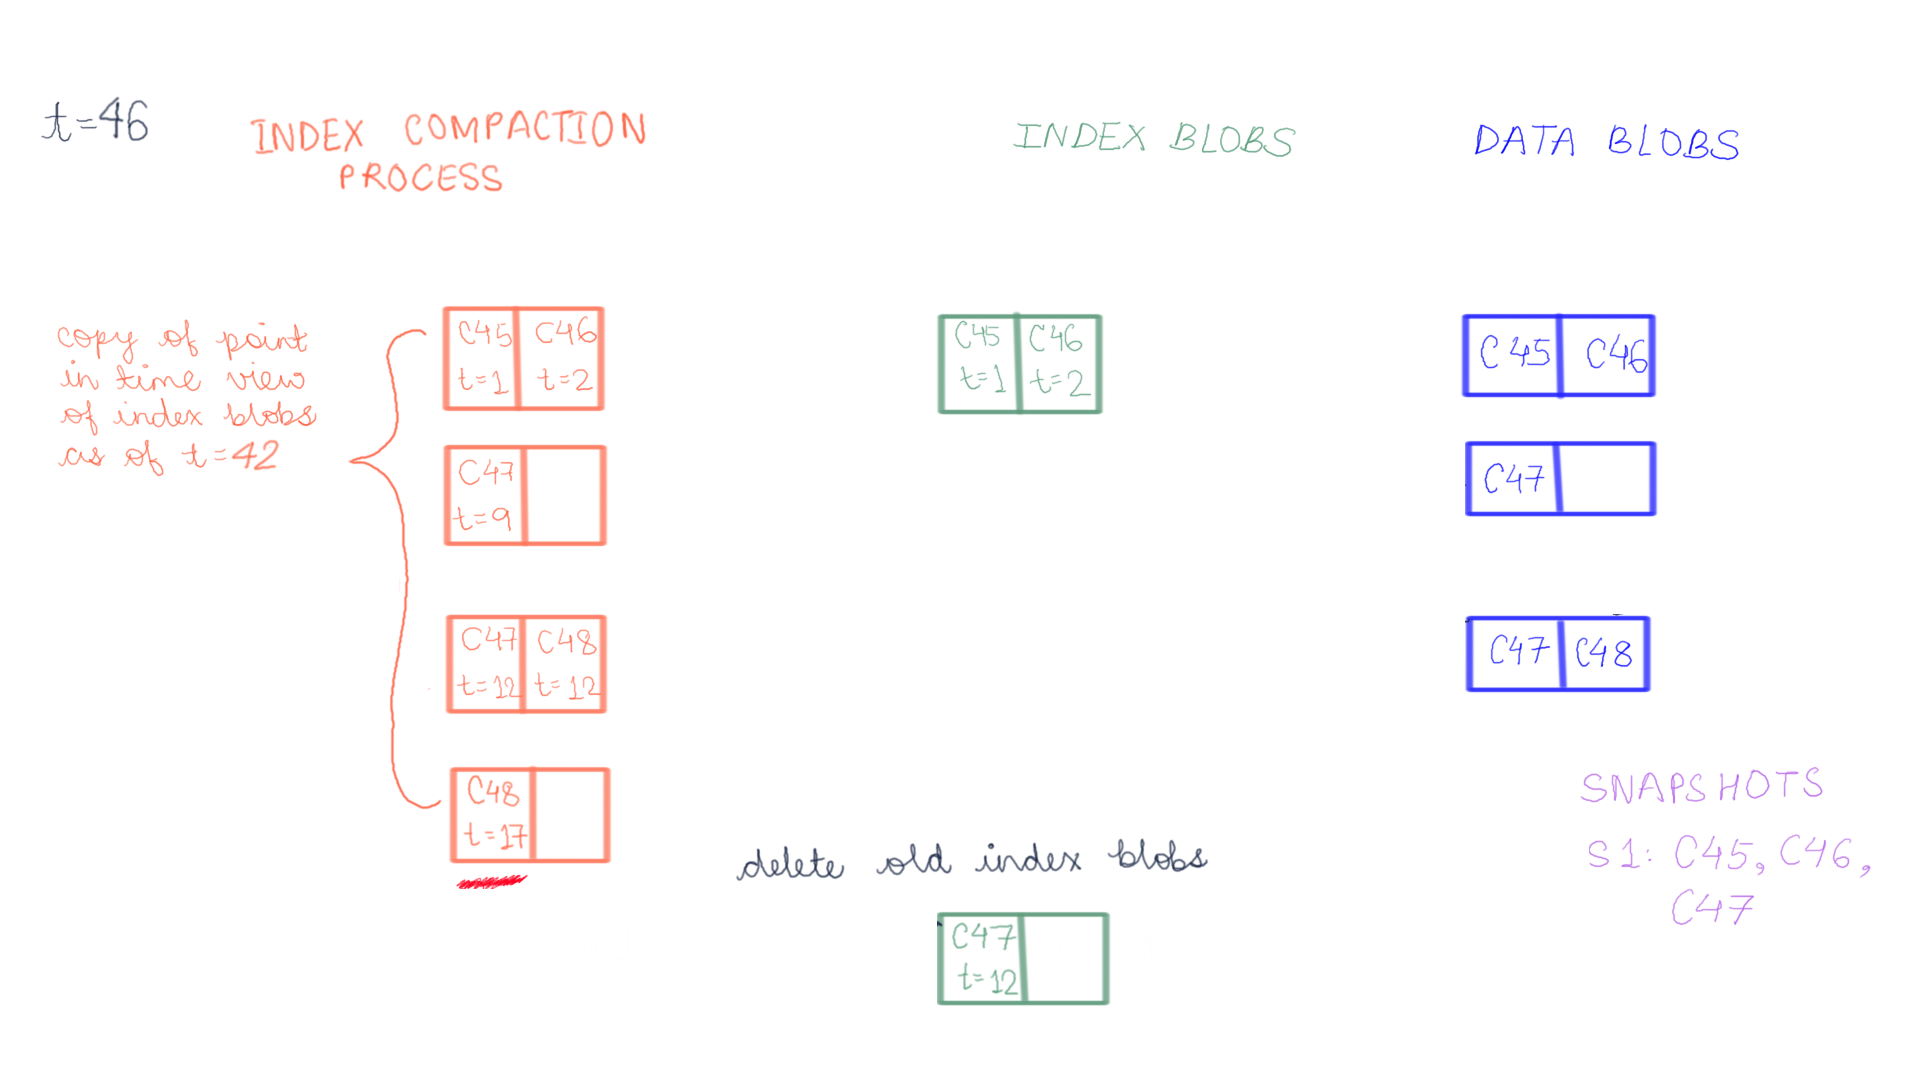 t=46
INDEX COMPACTION
PROCESS
INDEX BLOBS
DATA BLOBS
copy of point
in time view
of index blobs
as of t=42
C45 C46
t=1 t=2
C47
t=9
C47 C48
t=12 t=12
C48
t=17
C45 C46
t=1 t=2
delete old index blobs
C47
t=12
C45 C46
C47
C47 C48
SNAPSHOTS
S1: C45, C46,
C47